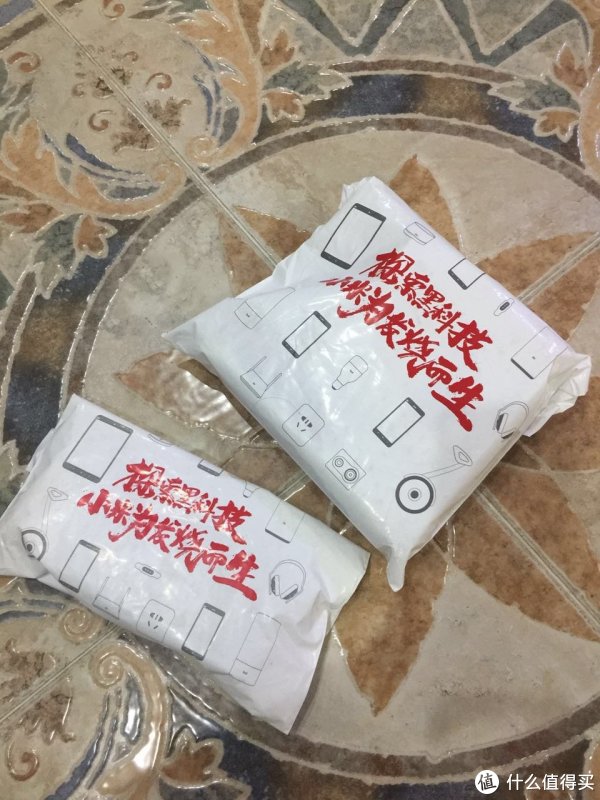 探索黑科技
小米为发烧而生
探索黑科技
小米为发烧而生
值 什么值得买